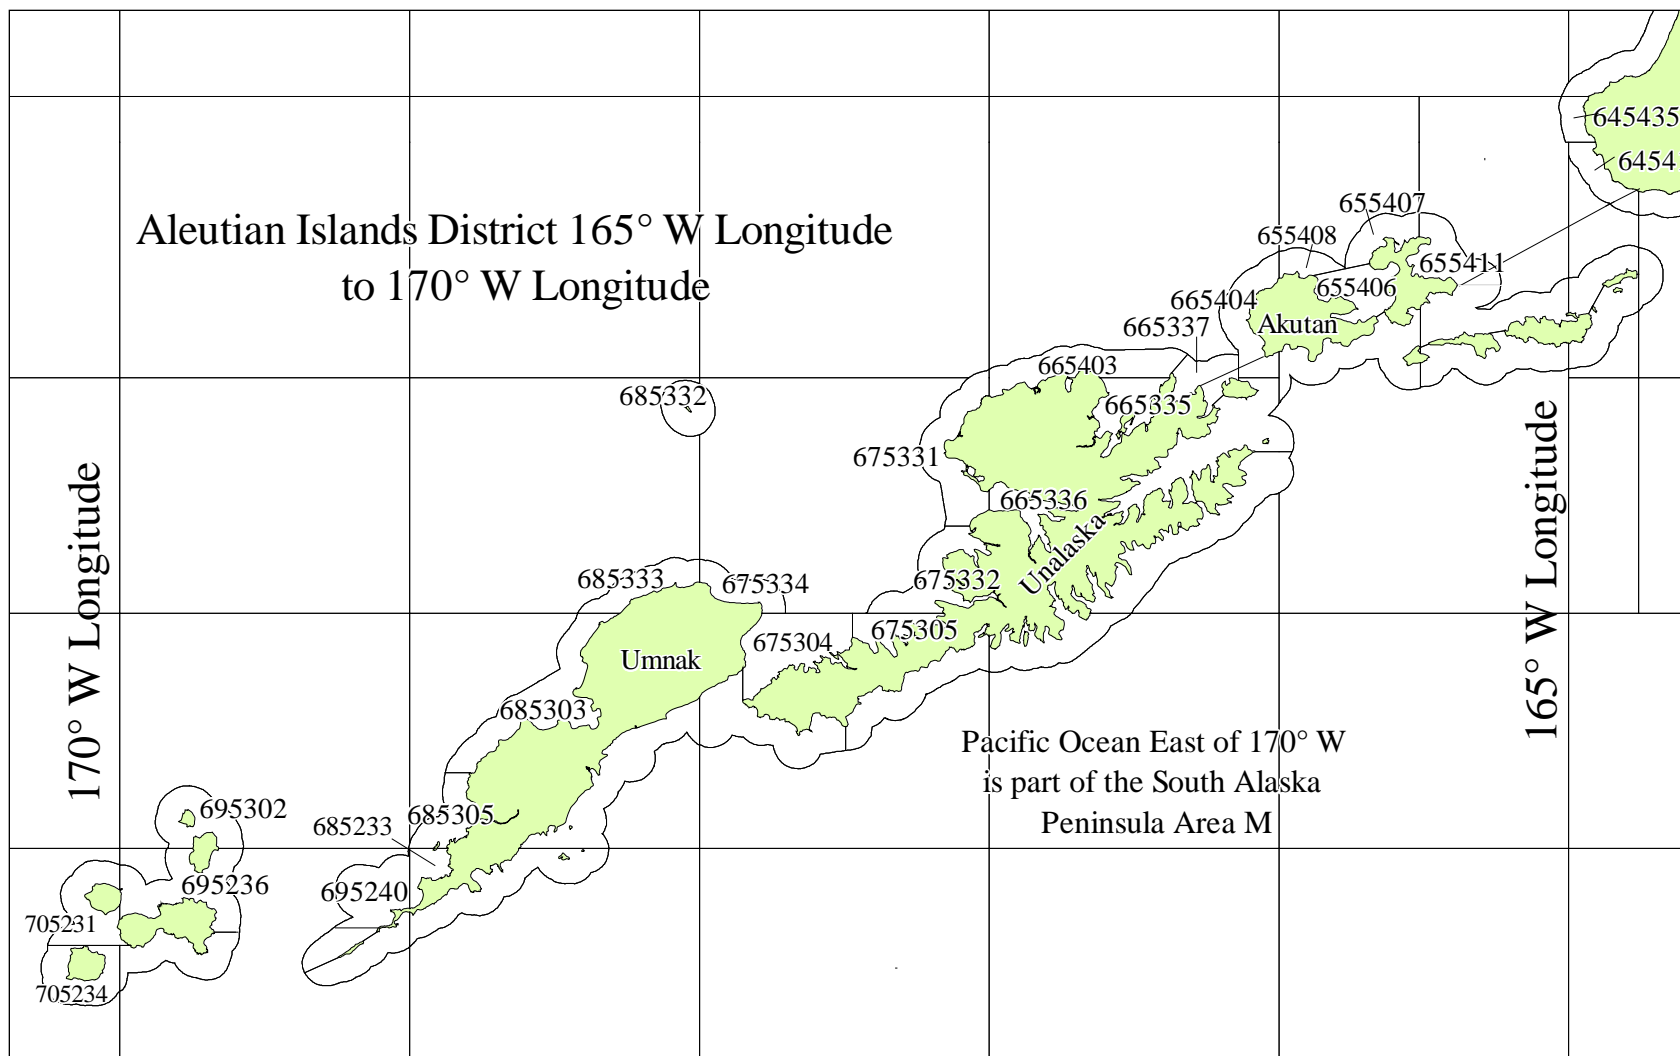 645435
6454
655407
Aleutian Islands District 165° W Longitude
to 170° W Longitude
655408
655411
655406
665404
Akutan
665337
665403
685332
665335
675331
665336
Unalaska
675332
685333
675334
675305
675304
Umnak
685303
170° W Longitude
165° W Longitude
Pacific Ocean East of 170° W
is part of the South Alaska
Peninsula Area M
695302
685305
685233
695236
695240
705231
705234